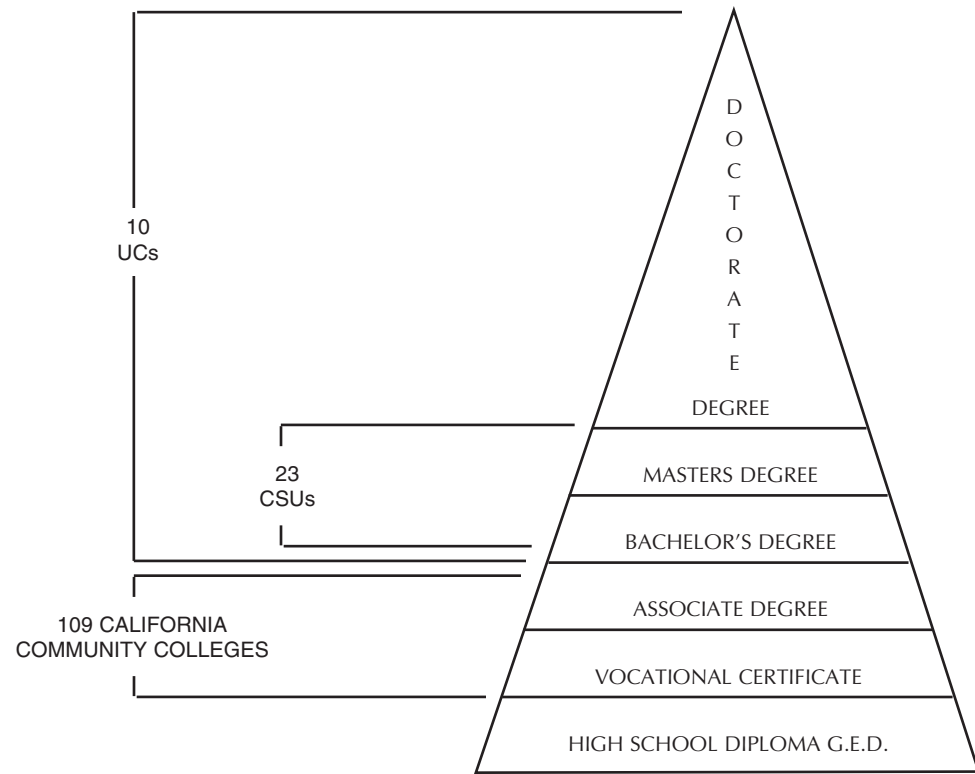 DOCTORATE
DEGREE
10
UCs
23
CSUs
MASTERS DEGREE
BACHELOR’S DEGREE
109 CALIFORNIA
COMMUNITY COLLEGES
ASSOCIATE DEGREE
VOCATIONAL CERTIFICATE
HIGH SCHOOL DIPLOMA G.E.D.